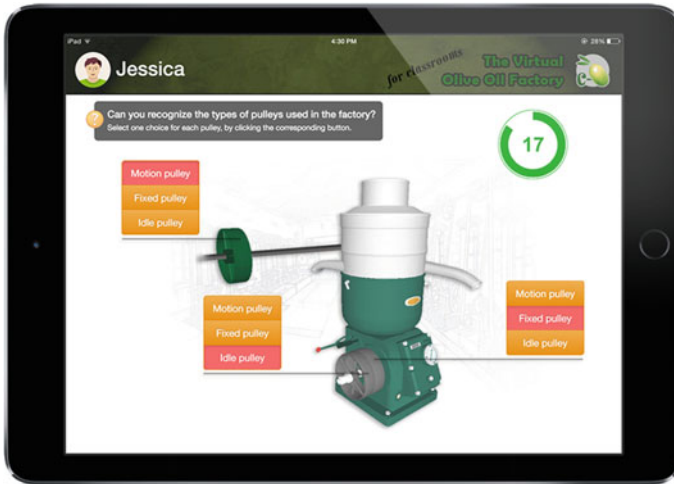 iPad
4:30 PM
28%
Jessica
for classrooms
The Virtual
Olive Oil Factory
? Can you recognize the types of pulleys used in the factory?
Select one choice for each pulley, by clicking the corresponding button.
17
Motion pulley
Fixed pulley
Idle pulley
Motion pulley
Fixed pulley
Idle pulley
Motion pulley
Fixed pulley
Idle pulley